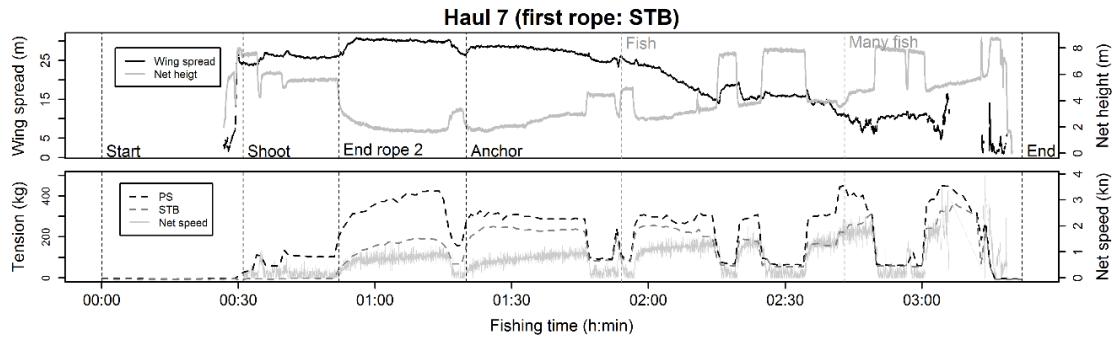 Haul 7 (first rope: STB)
Wing spread (m)
0 5 15 25
Wing spread
Net heigt
Start
Shoot
End rope 2
Anchor
Fish
Many fish
End
0 2 4 6 8
Net height (m)
Tension (kg)
0 200 400
PS
STB
Net speed
0 1 2 3 4
Net speed (kn)
00:00 00:30 01:00 01:30 02:00 02:30 03:00
Fishing time (h:min)